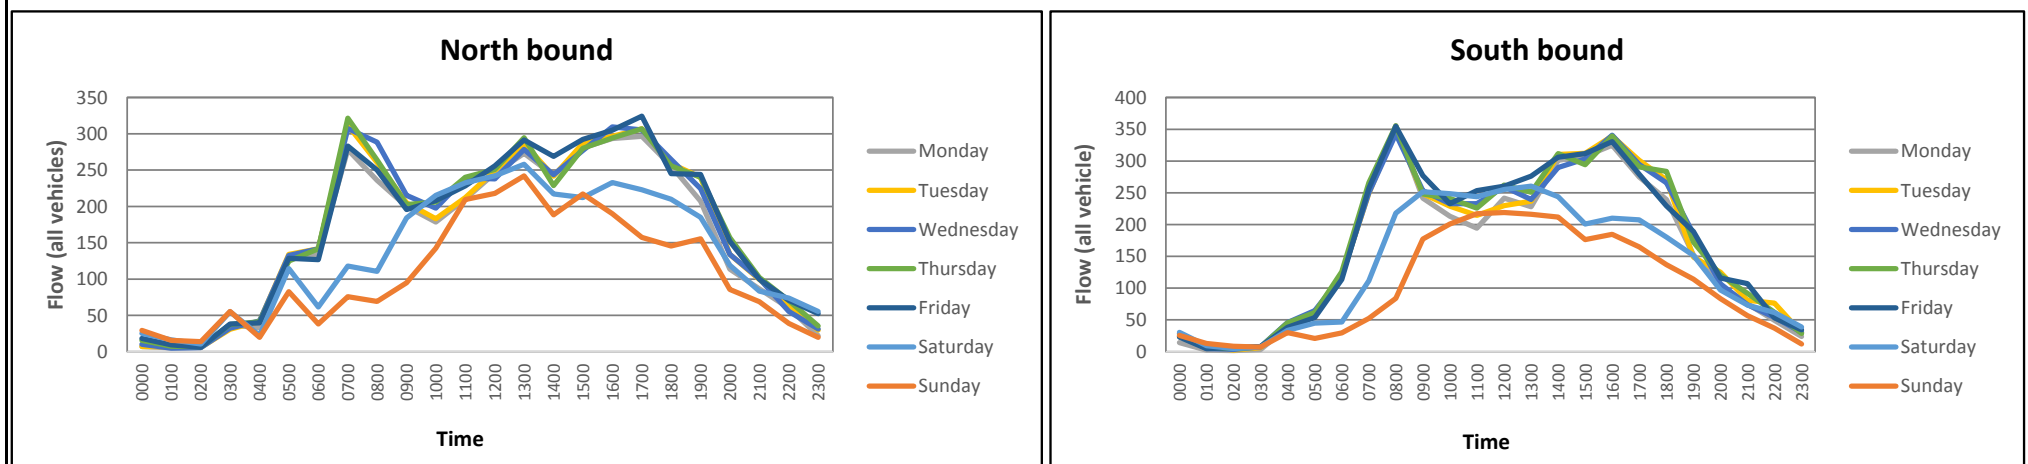 North bound
Flow (all vehicles)
350
300
250
200
150
100
50
0
0000 0100 0200 0300 0400 0500 0600 0700 0800 0900 1000 1100 1200 1300 1400 1500 1600 1700 1800 1900 2000 2100 2200 2300
Time
Monday
Tuesday
Wednesday
Thursday
Friday
Saturday
Sunday
South bound
Flow (all vehicle)
400
350
300
250
200
150
100
50
0
0000 0100 0200 0300 0400 0500 0600 0700 0800 0900 1000 1100 1200 1300 1400 1500 1600 1700 1800 1900 2000 2100 2200 2300
Time
Monday
Tuesday
Wednesday
Thursday
Friday
Saturday
Sunday